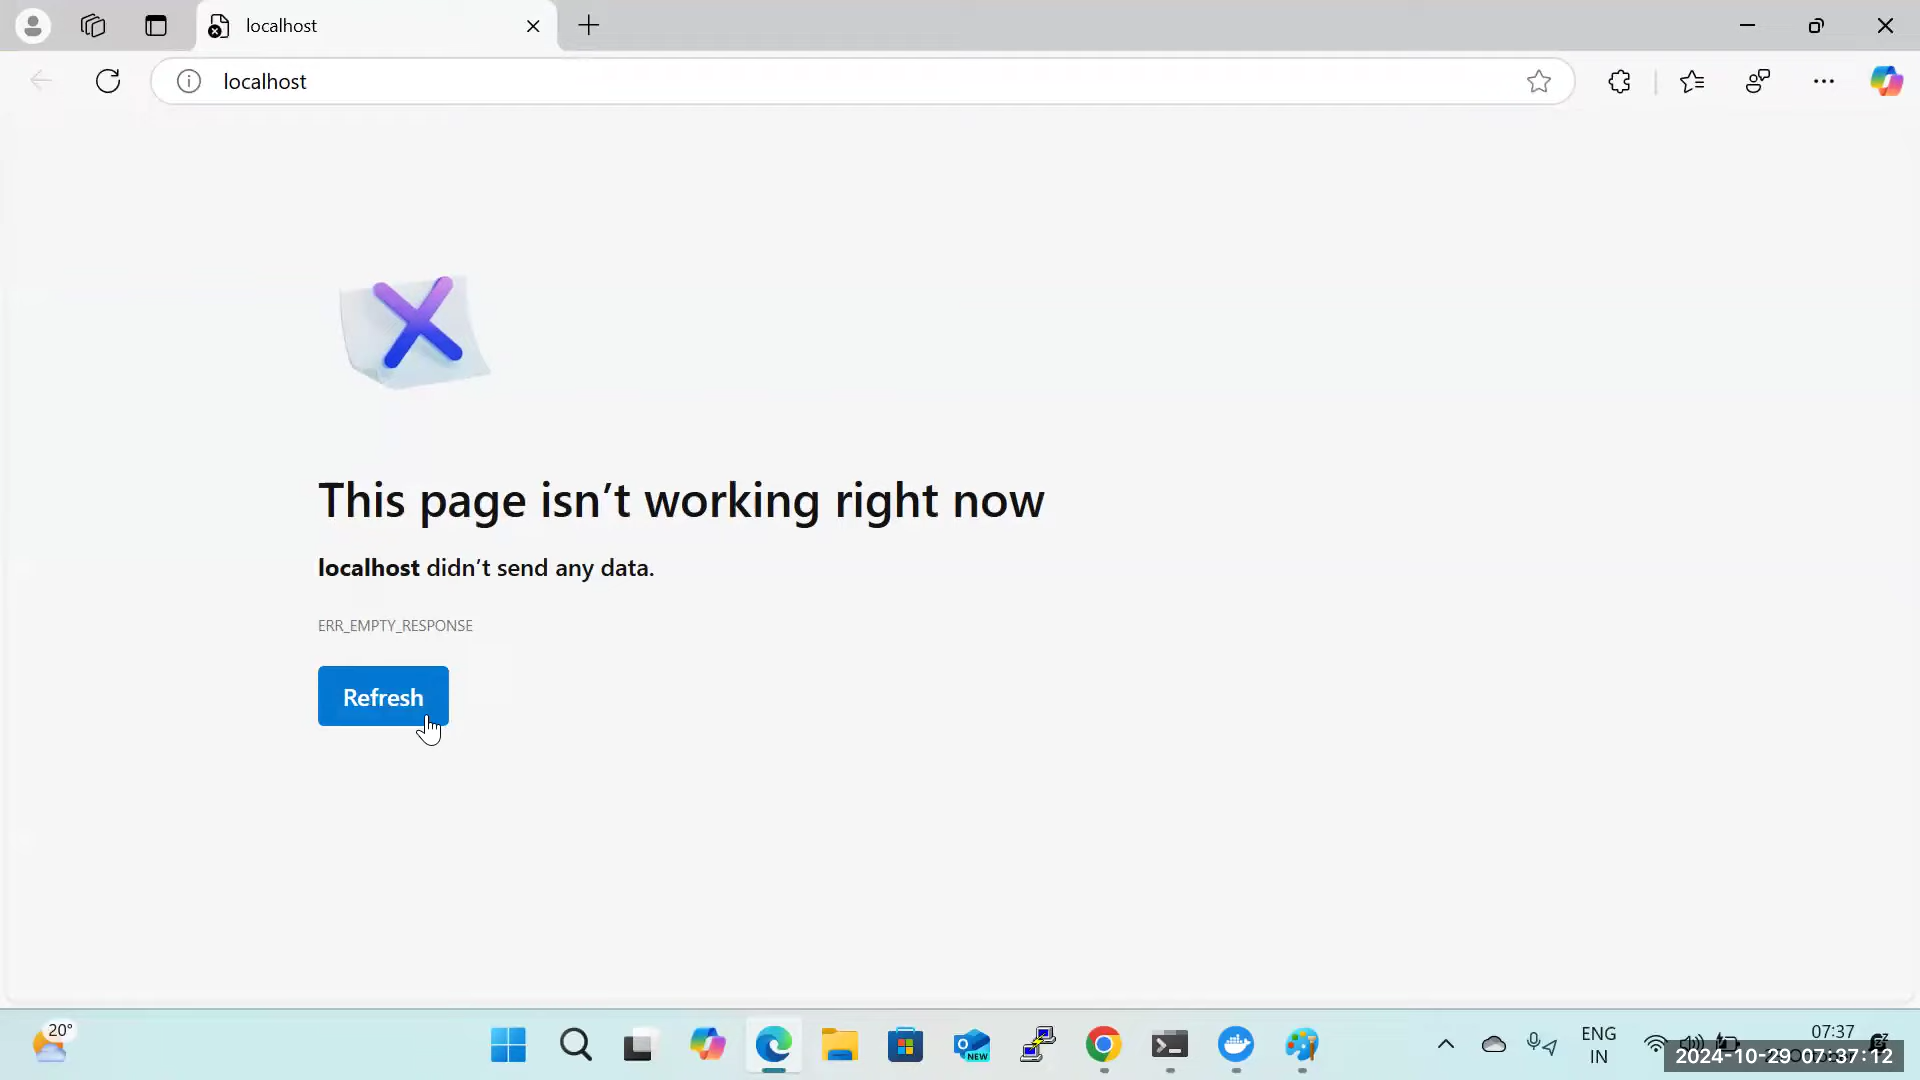 localhost
localhost
This page isn't working right now
localhost didn't send any data.
ERR_EMPTY_RESPONSE
Refresh
20°
NEW
ENG
IN
07:37
2024-10-29 07:37:12